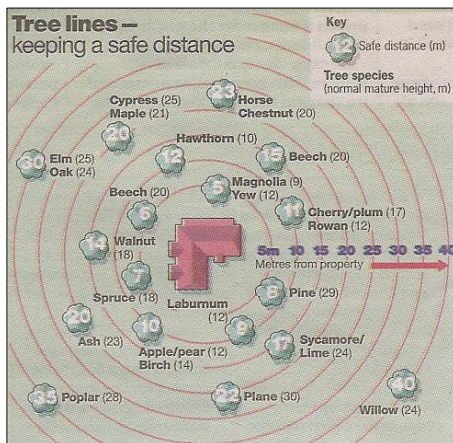 Tree lines –
keeping a safe distance
Key
12 Safe distance (m)
Tree species
(normal mature height, m)
23
Horse
Chestnut (20)
Cypress (25)
Maple (21)
20
Hawthorn (10)
12
15
Beech (20)
30
Elm (25)
Oak (24)
5
Magnolia (9)
Yew (12)
Beech (20)
6
11
Cherry/plum (17)
Rowan (12)
14
Walnut
(18)
5m 10 15 20 25 30 35 40
Metres from property
7
Spruce (18)
Laburnum
(12)
8
Pine (29)
20
Ash (23)
10
Apple/pear (12)
Birch (14)
9
17
Sycamore/
Lime (24)
35
Poplar (28)
22
Plane (30)
40
Willow (24)